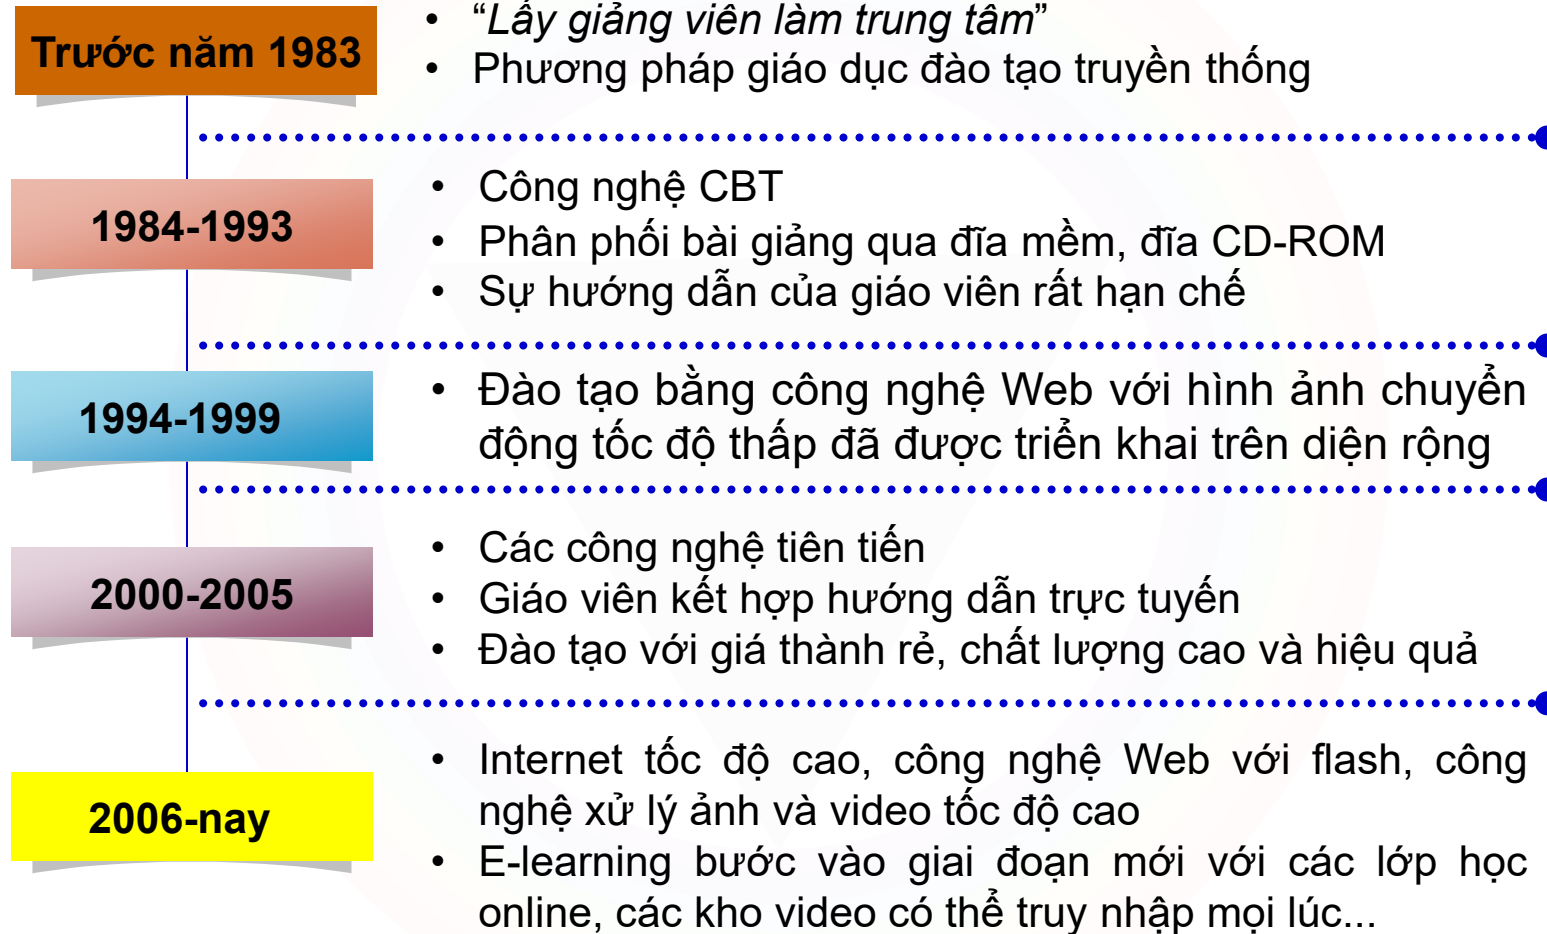 Trước năm 1983
• “Lấy giảng viên làm trung tâm”
• Phương pháp giáo dục đào tạo truyền thống
1984-1993
• Công nghệ CBT
• Phân phối bài giảng qua đĩa mềm, đĩa CD-ROM
• Sự hướng dẫn của giáo viên rất hạn chế
1994-1999
• Đào tạo bằng công nghệ Web với hình ảnh chuyển
động tốc độ thấp đã được triển khai trên diện rộng
2000-2005
• Các công nghệ tiên tiến
• Giáo viên kết hợp hướng dẫn trực tuyến
• Đào tạo với giá thành rẻ, chất lượng cao và hiệu quả
2006-nay
• Internet tốc độ cao, công nghệ Web với flash, công
nghệ xử lý ảnh và video tốc độ cao
• E-learning bước vào giai đoạn mới với các lớp học
online, các kho video có thể truy nhập mọi lúc...